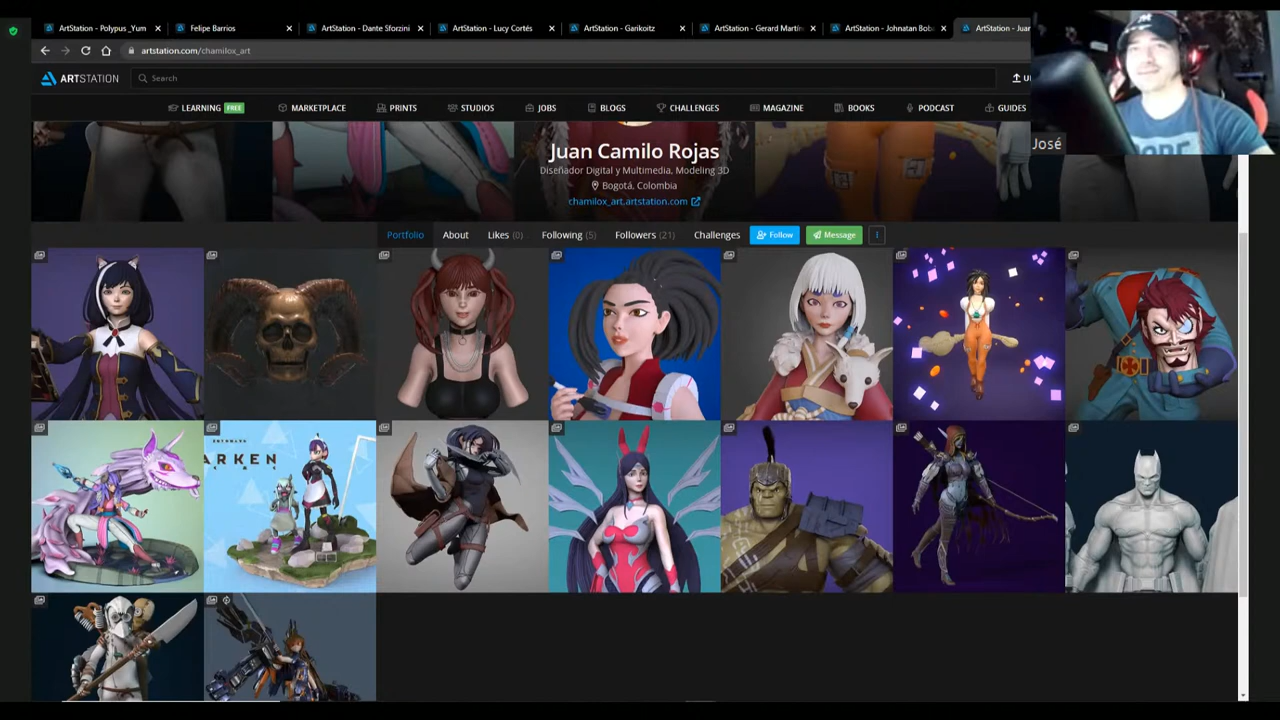 ArtStation - Polypus _Yum
Felipe Barrios
ArtStation - Dante Sforzini
ArtStation - Lucy Cortés
ArtStation - Garikoitz
ArtStation - Gerard Martín
ArtStation - Johnatan Bob
ArtStation - Juan
artstation.com/chamilox_art
ARTSTATION
Search
LEARNING FREE
MARKETPLACE
PRINTS
STUDIOS
JOBS
BLOGS
CHALLENGES
MAGAZINE
BOOKS
PODCAST
GUIDES
José
Juan Camilo Rojas
Diseñador Digital y Multimedia, Modeling 3D
Bogotá, Colombia
chamilox_art.artstation.com
Portfolio
About
Likes (0)
Following (5)
Followers (21)
Challenges
Follow
Message
ARKEN